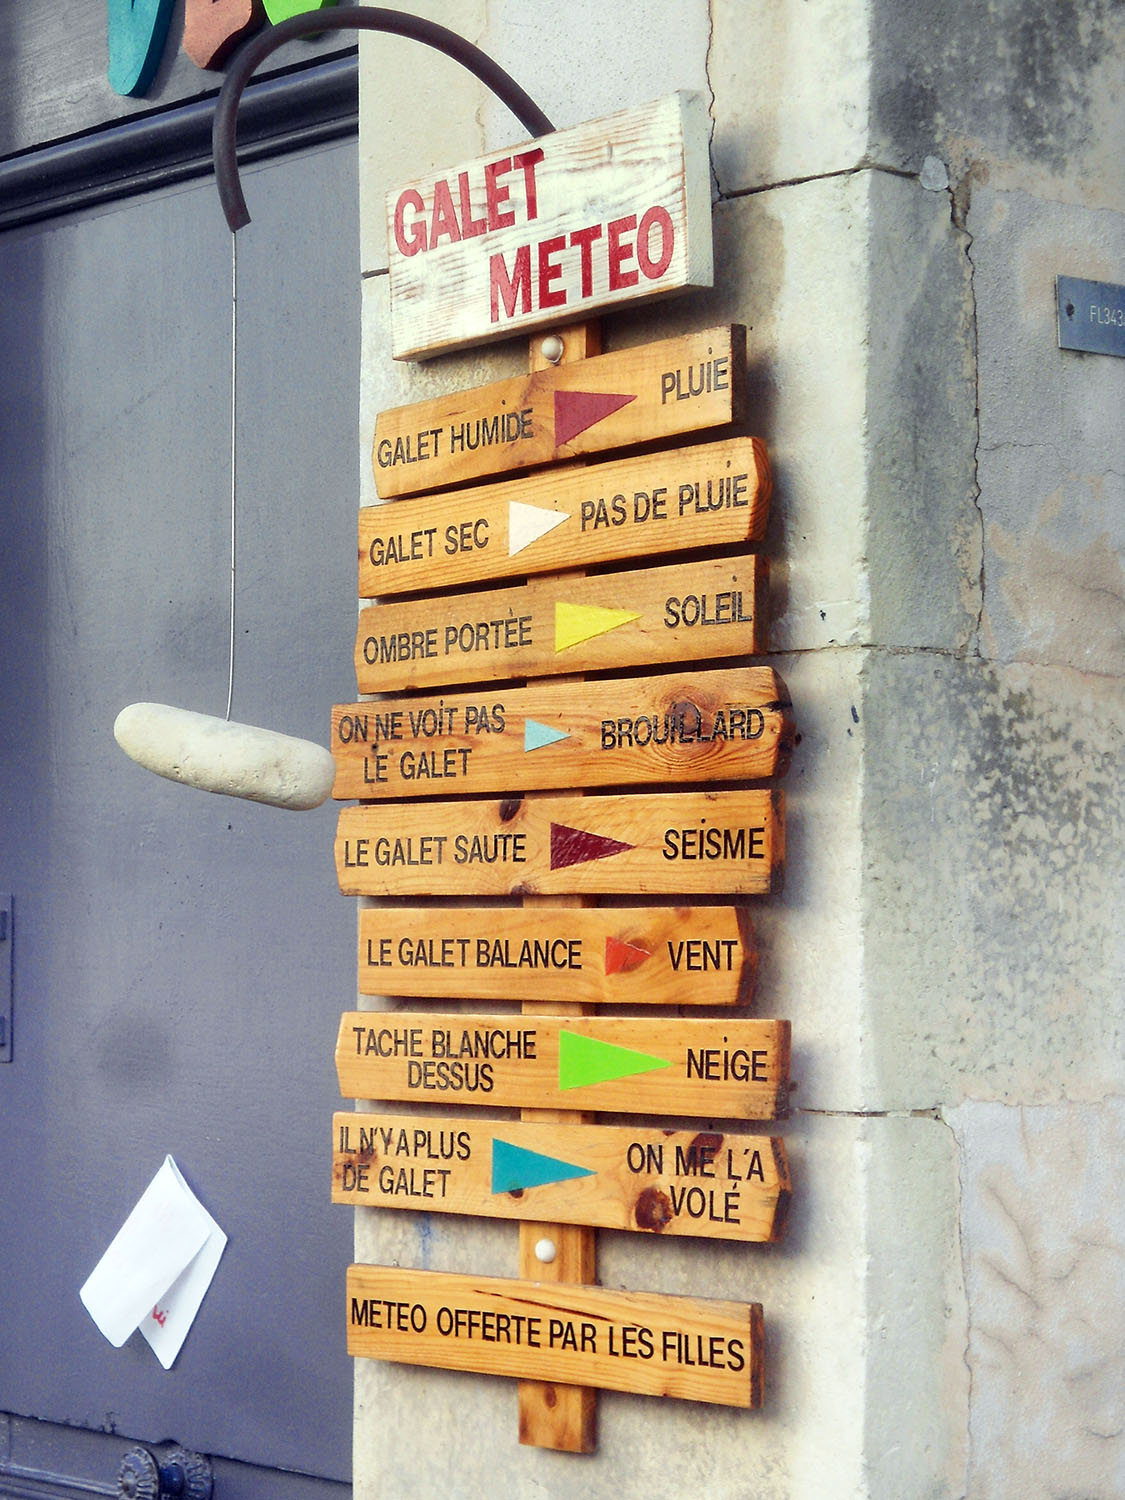 GALET
METEO
GALET HUMIDE PLUIE
GALET SEC PAS DE PLUIE
OMBRE PORTÈE SOLEIL
ON NE VOIT PAS
LE GALET
BROUILLARD
LE GALET SAUTE SEISME
LE GALET BALANCE VENT
TACHE BLANCHE
DESSUS
NEIGE
IL N'Y A PLUS
DE GALET
ON ME L'A
VOLÉ
METEO OFFERTE PAR LES FILLES